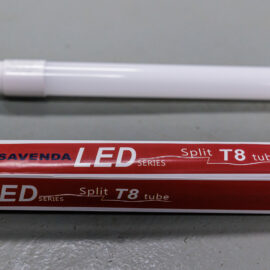 SAVENDA LED SERIES Split T8 tube
LED SERIES Split T8 tube